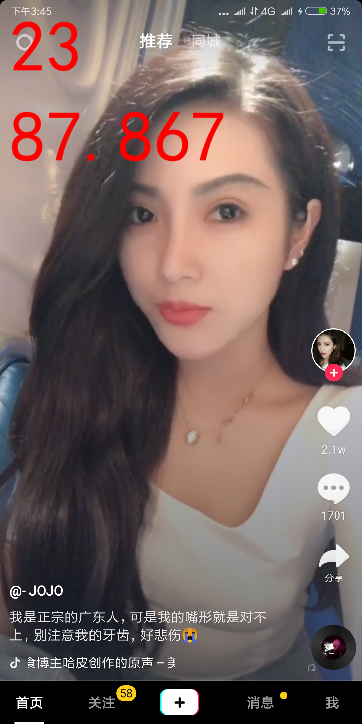 下午3:45
... 4G 37%
23
推荐 同城
87.867
2.1w
1701
分享
@- JOJO
我是正宗的广东人，可是我的嘴形就是对不
上，别注意我的牙齿，好悲伤😭
博主哈皮创作的原声 –
首页 关注 58 消息 我